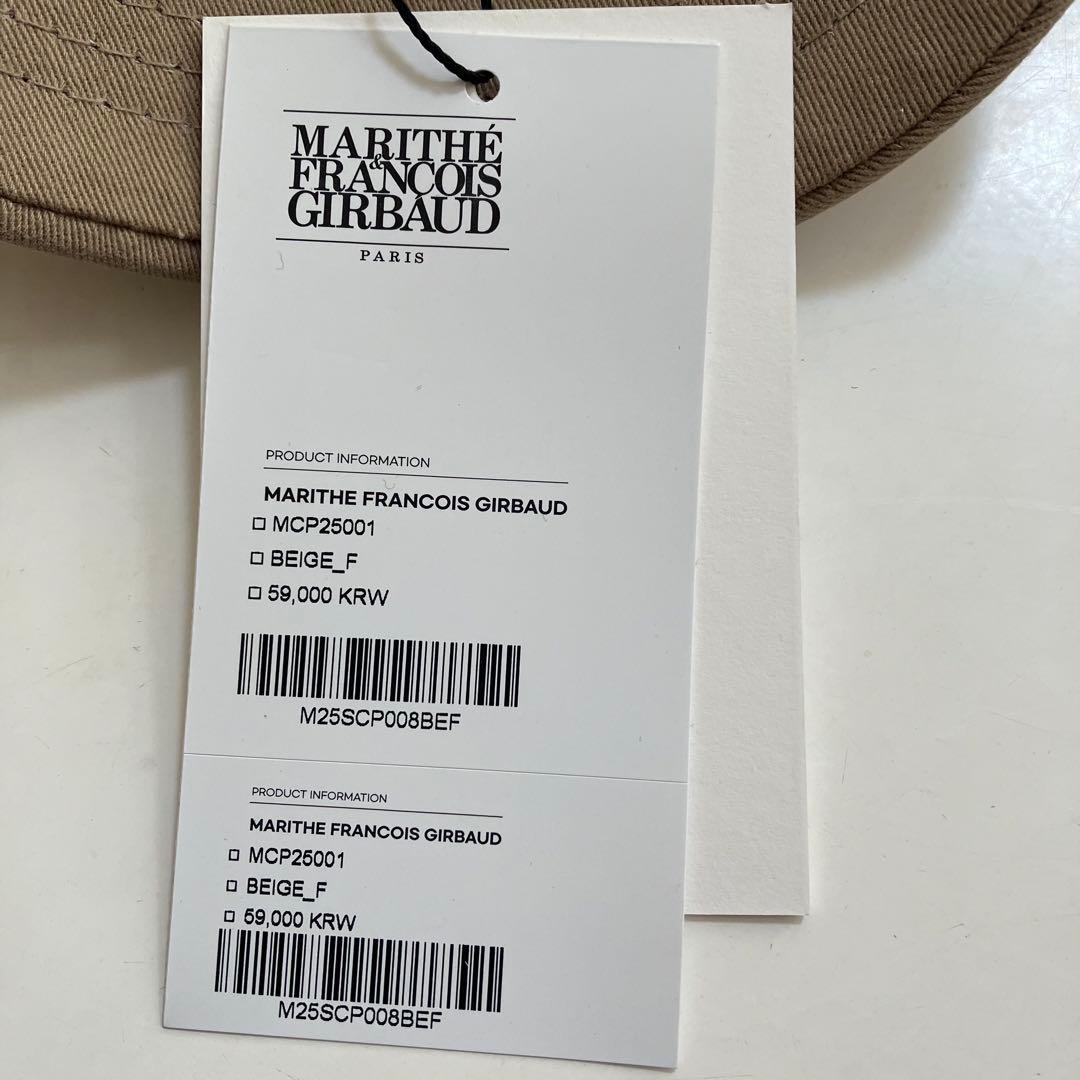 MARITHÉ
&
FRANÇOIS
GIRBAUD
PARIS
PRODUCT INFORMATION
MARITHE FRANCOIS GIRBAUD
□ MCP25001
□ BEIGE_F
□ 59,000 KRW
M25SCP008BEF
PRODUCT INFORMATION
MARITHE FRANCOIS GIRBAUD
□ MCP25001
□ BEIGE_F
□ 59,000 KRW
M25SCP008BEF